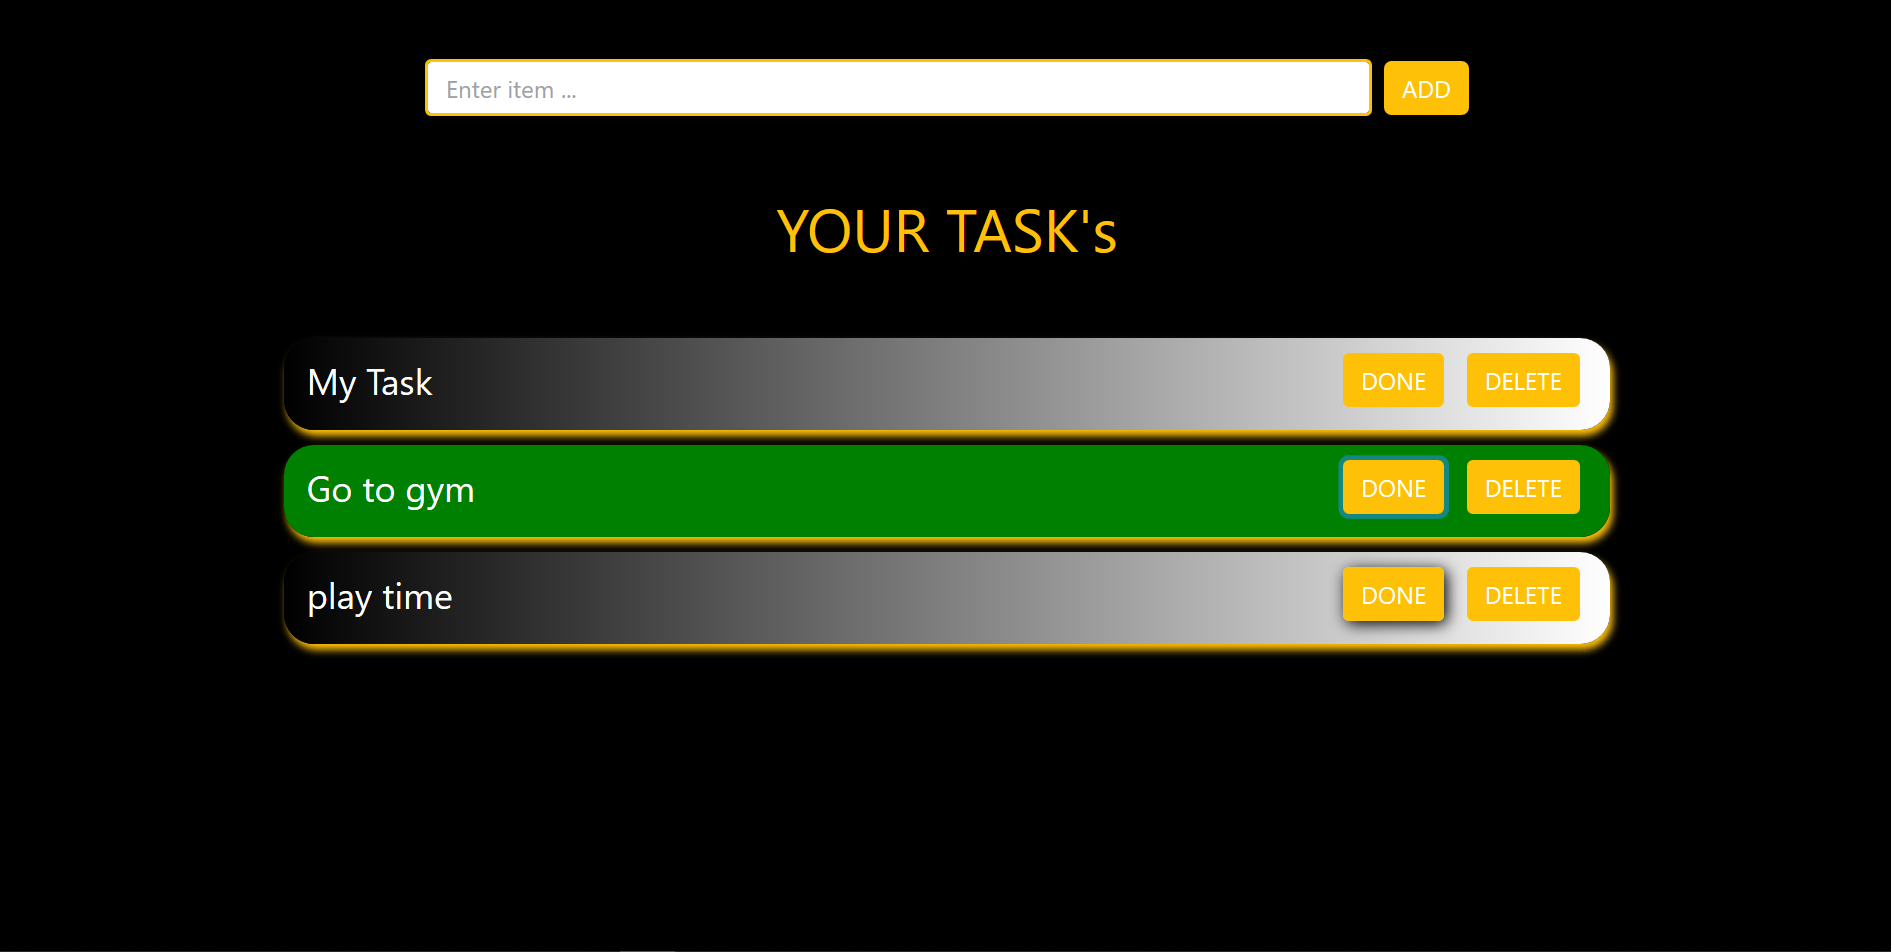 Enter item ... ADD
YOUR TASK's
My Task DONE DELETE
Go to gym DONE DELETE
play time DONE DELETE